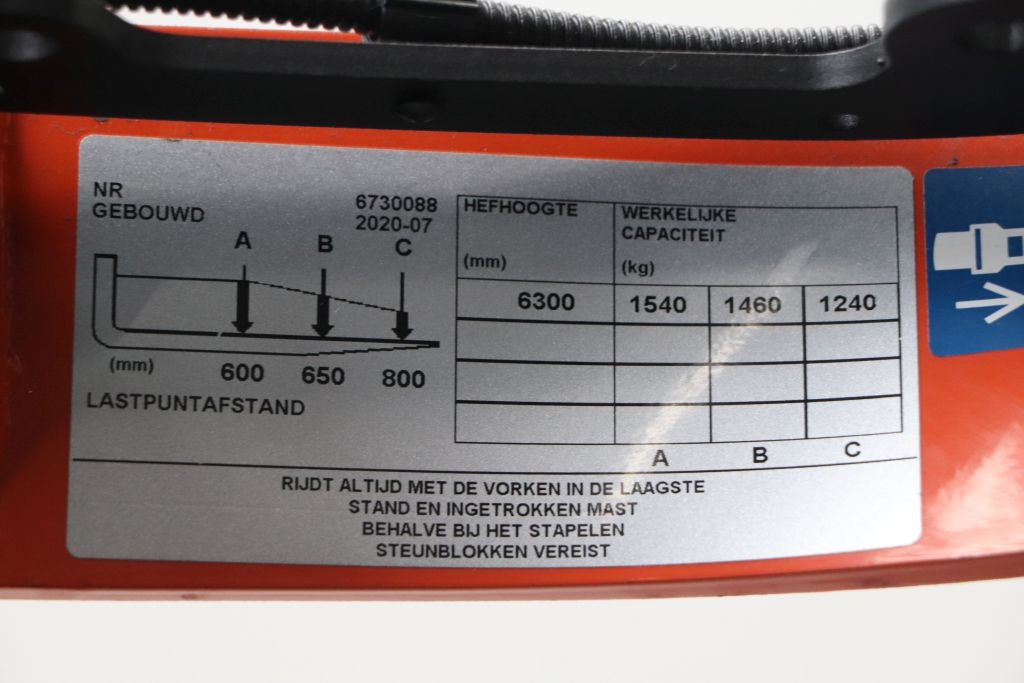 NR 6730088
GEBOUWD 2020-07
A B C
(mm) 600 650 800
LASTPUNTAFSTAND
HEFHOOGTE
(mm)
WERKELIJKE
CAPACITEIT
(kg)
6300 1540 1460 1240
A B C
RIJDT ALTIJD MET DE VORKEN IN DE LAAGSTE
STAND EN INGETROKKEN MAST
BEHALVE BIJ HET STAPELEN
STEUNBLOKKEN VEREIST